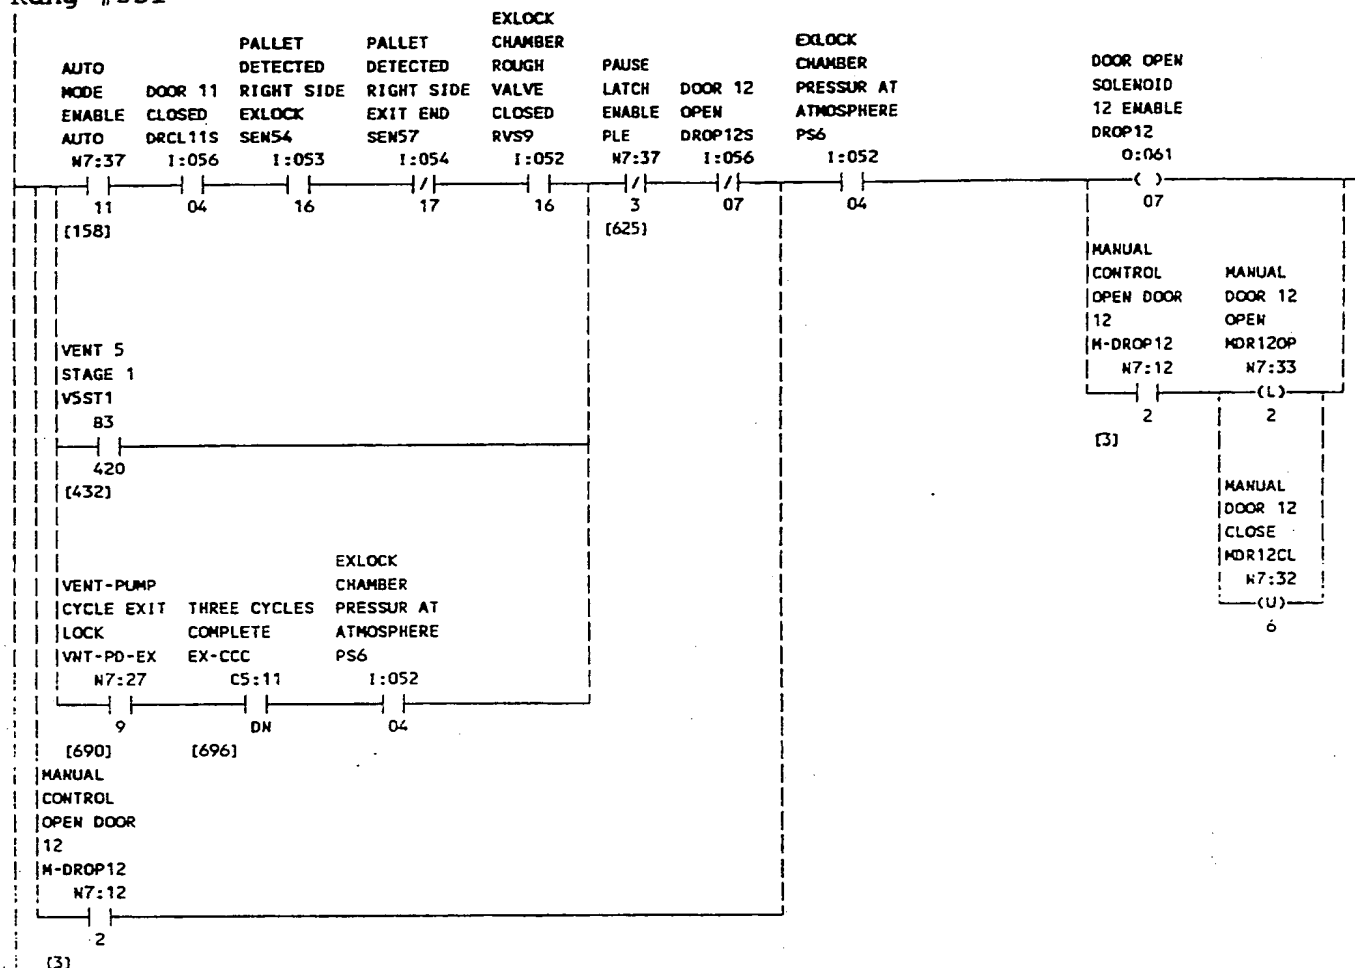 EXLOCK
PALLET PALLET CHAMBER EXLOCK
AUTO DETECTED DETECTED ROUGH PAUSE CHAMBER DOOR OPEN
MODE DOOR 11 RIGHT SIDE RIGHT SIDE VALVE LATCH DOOR 12 PRESSUR AT SOLENOID
ENABLE CLOSED EXLOCK EXIT END CLOSED ENABLE OPEN ATMOSPHERE 12 ENABLE
AUTO DRCL11S SEN54 SEN57 RVS9 PLE DROP12S PS6 DROP12
N7:37 I:056 I:053 I:054 I:052 N7:37 I:056 I:052 O:061
11 04 16 17 16 3 07 04 07
[158] [625]
MANUAL
CONTROL MANUAL
OPEN DOOR DOOR 12
12 OPEN
M-DROP12 MDR12OP
N7:12 N7:33
(L)
2 2
[3]
VENT 5
STAGE 1
V5ST1
B3
420
[432]
MANUAL
DOOR 12
CLOSE
MDR12CL
N7:32
(U)
6
EXLOCK
VENT-PUMP CHAMBER
CYCLE EXIT THREE CYCLES PRESSUR AT
LOCK COMPLETE ATMOSPHERE
VNT-PD-EX EX-CCC PS6
N7:27 C5:11 I:052
9 DN 04
[690] [696]
MANUAL
CONTROL
OPEN DOOR
12
M-DROP12
N7:12
2
[3]